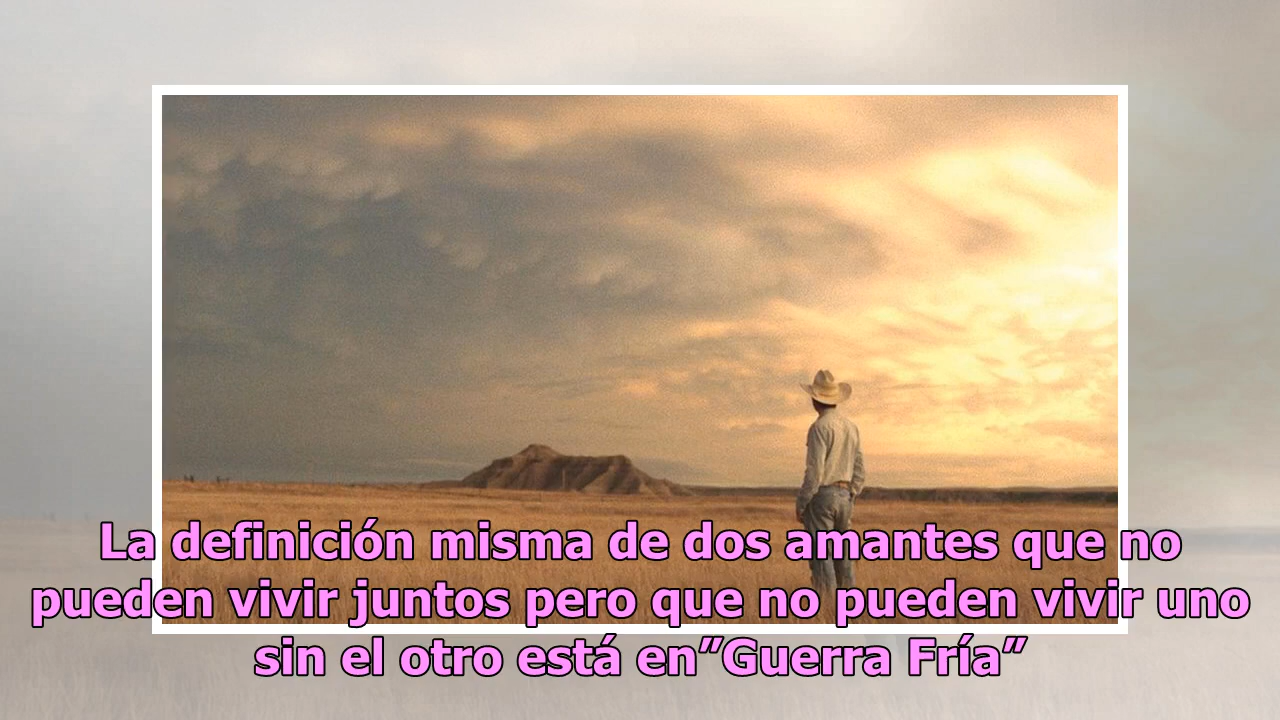 La definición misma de dos amantes que no
pueden vivir juntos pero que no pueden vivir uno
sin el otro está en”Guerra Fría”